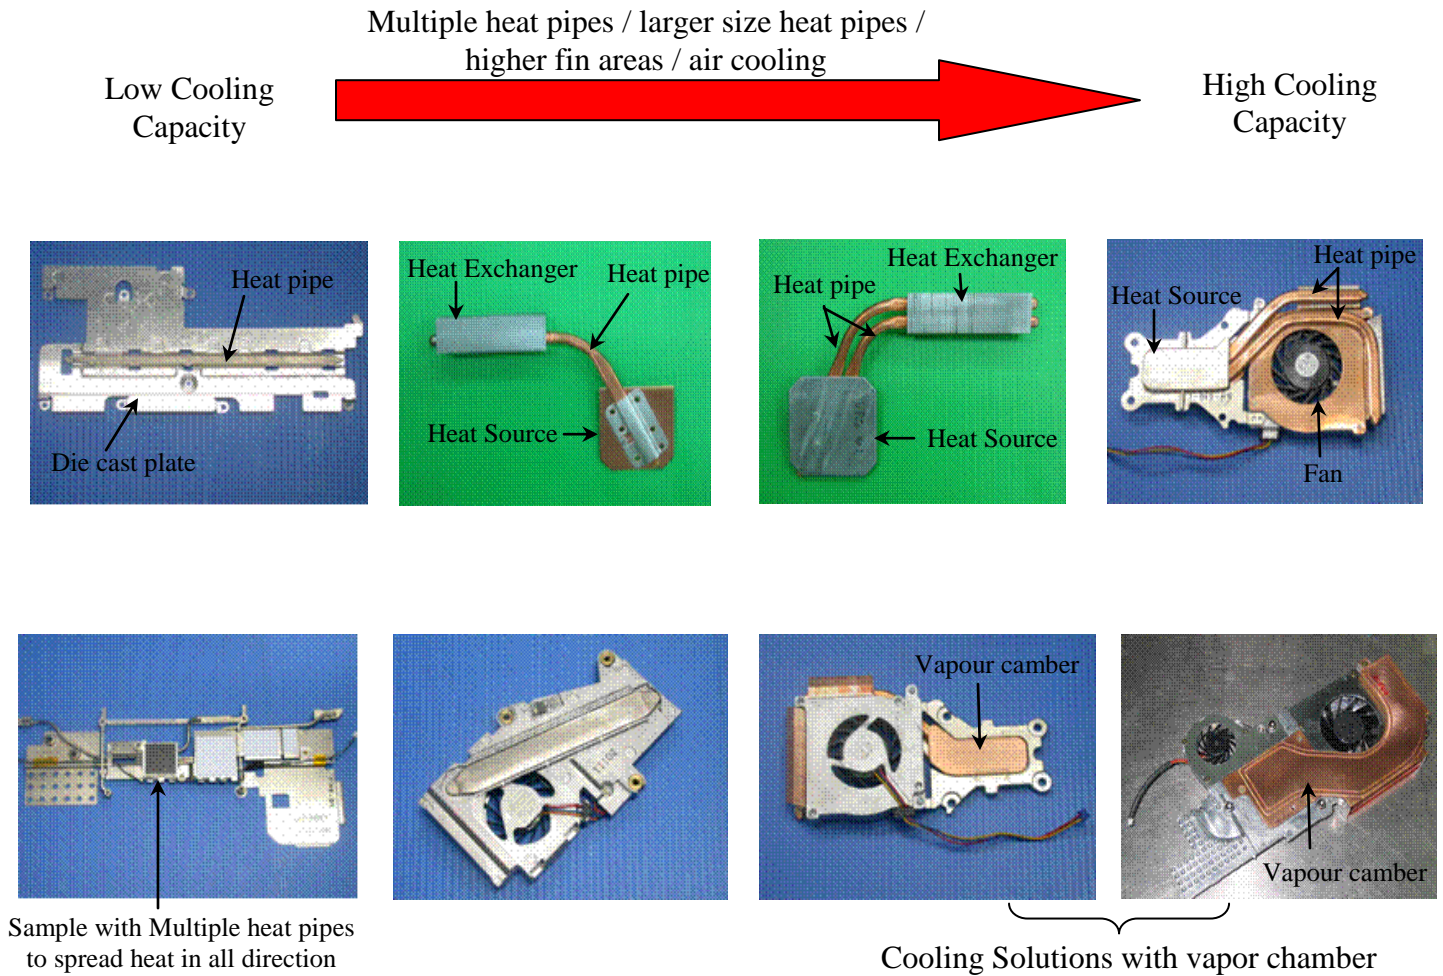 Multiple heat pipes / larger size heat pipes /
higher fin areas / air cooling
Low Cooling
Capacity
High Cooling
Capacity
Heat pipe
Die cast plate
Heat Exchanger
Heat pipe
Heat Source
Heat Exchanger
Heat pipe
Heat Source
Heat pipe
Heat Source
Fan
Sample with Multiple heat pipes
to spread heat in all direction
Vapour camber
Vapour camber
Cooling Solutions with vapor chamber